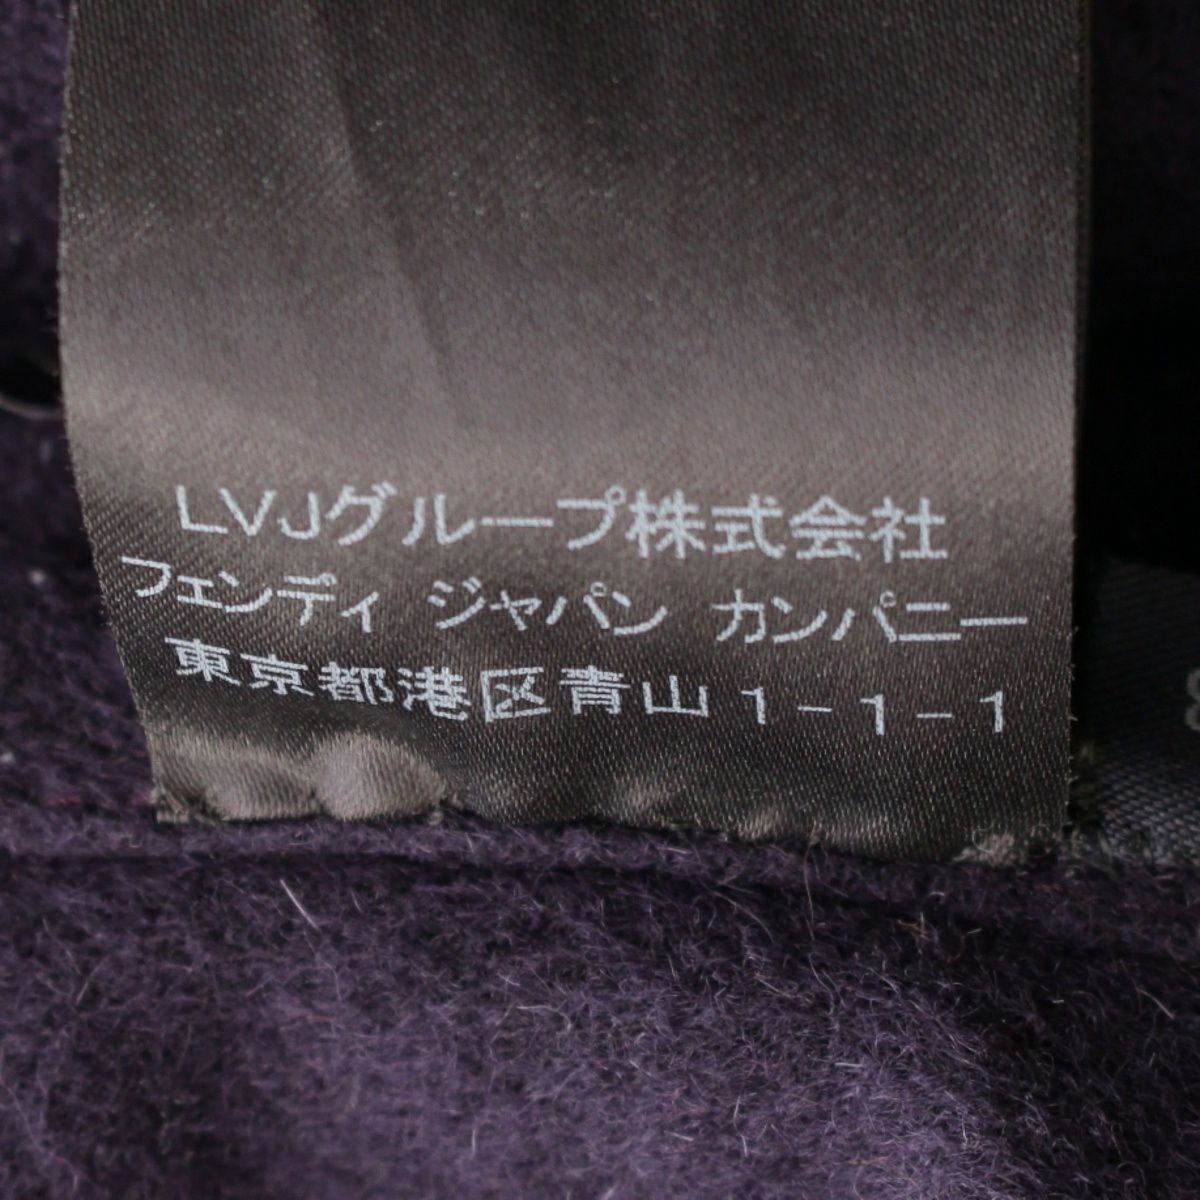 LVJグループ株式会社
フェンディ ジャパン カンパニー
東京都港区青山1-1-1